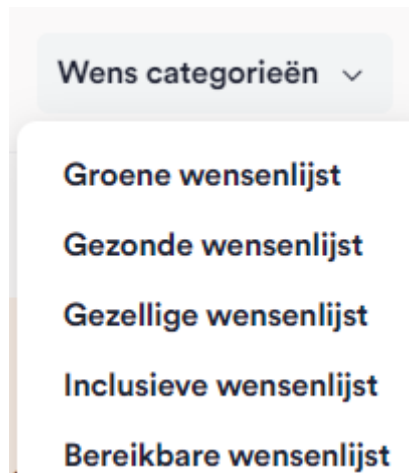 Wens categorieën
Groene wensenlijst
Gezonde wensenlijst
Gezellige wensenlijst
Inclusieve wensenlijst
Bereikbare wensenlijst